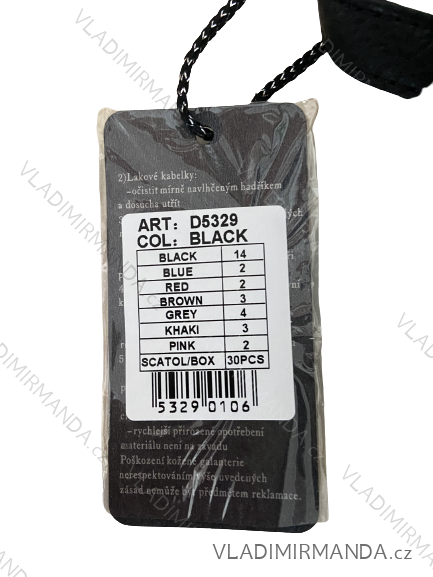 2)Lakové kabelky:
–očistit mírně navlhčeným hadříkem
a dosucha utřít
ART: D5329
COL: BLACK
BLACK 14
BLUE 2
RED 2
BROWN 3
GREY 4
KHAKI 3
PINK 2
SCATOL/BOX 30PCS
5329 0106
–rychlejší přirozené opotřebení
materiálu není na závadu
Poškození kožené galanterie
nerespektováním výše uvedených
zásad nemůže být předmětem reklamace.
VLADIMIRMANDA.cz